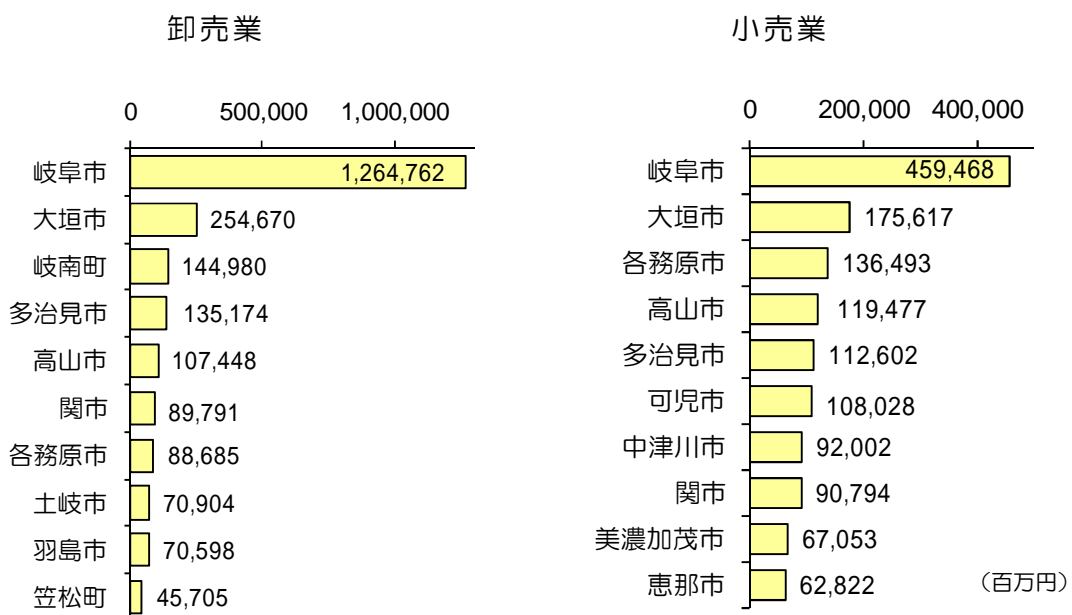 卸売業
0 500,000 1,000,000
岐阜市 1,264,762
大垣市 254,670
岐南町 144,980
多治見市 135,174
高山市 107,448
関市 89,791
各務原市 88,685
土岐市 70,904
羽島市 70,598
笠松町 45,705
小売業
0 200,000 400,000
岐阜市 459,468
大垣市 175,617
各務原市 136,493
高山市 119,477
多治見市 112,602
可児市 108,028
中津川市 92,002
関市 90,794
美濃加茂市 67,053
恵那市 62,822
（百万円）